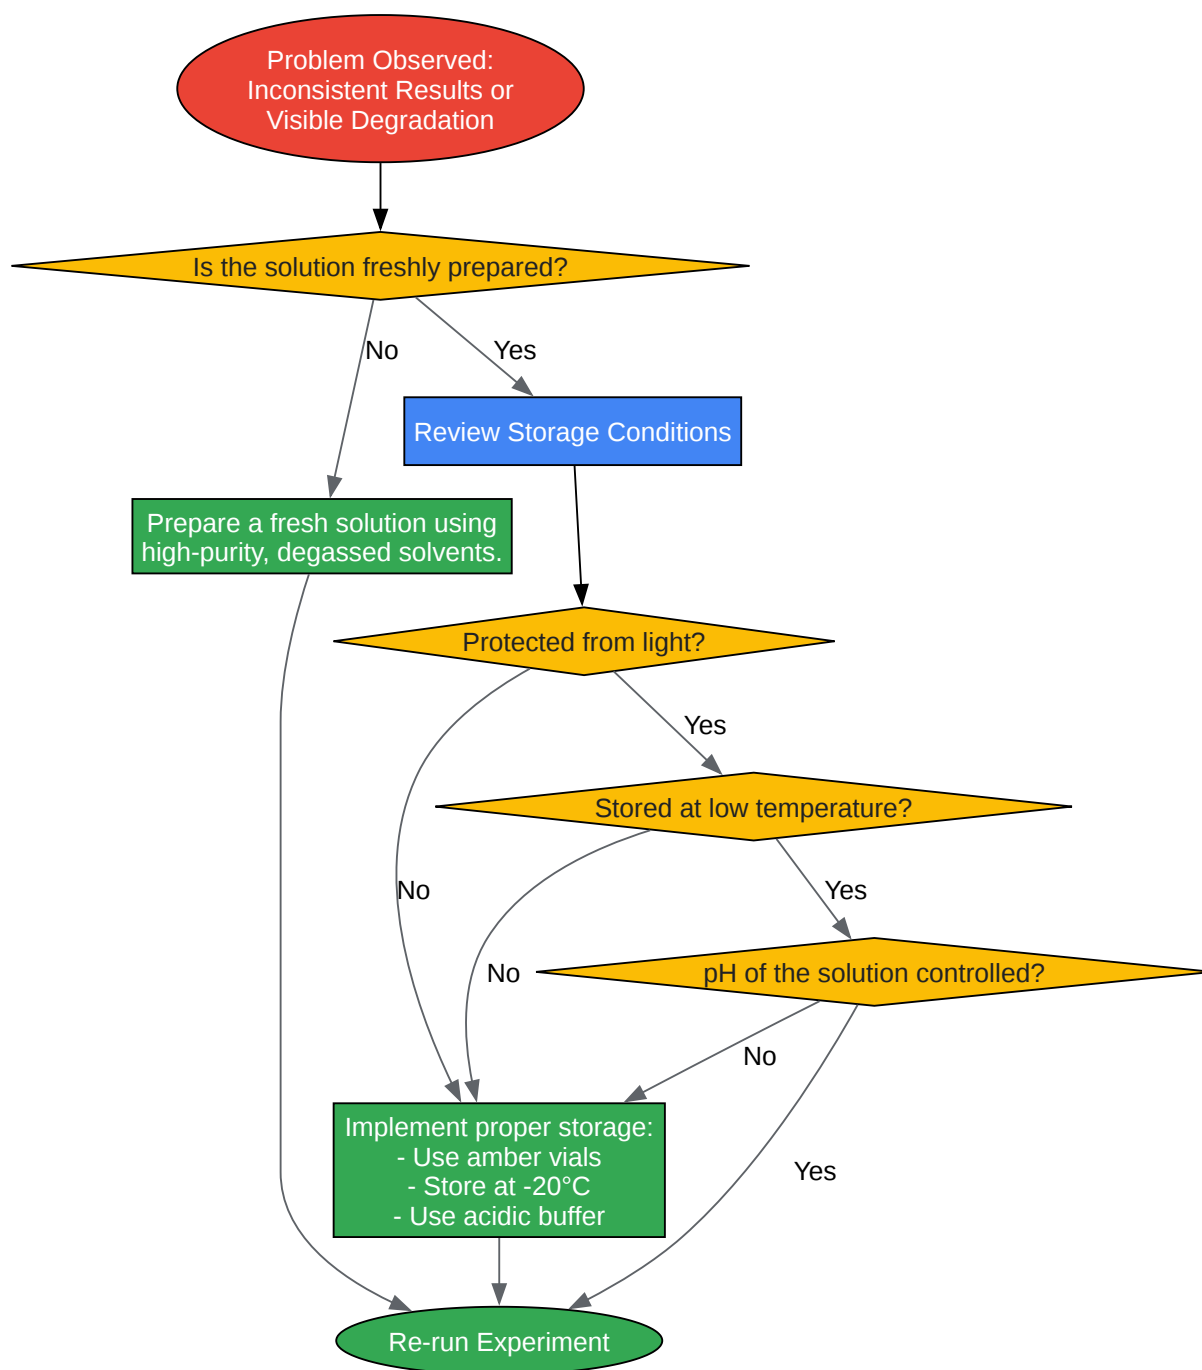 Problem Observed:
Inconsistent Results or
Visible Degradation
Is the solution freshly prepared?
No
Yes
Review Storage Conditions
Prepare a fresh solution using
high-purity, degassed solvents.
Protected from light?
Yes
Stored at low temperature?
No
Yes
No
pH of the solution controlled?
No
Implement proper storage:
- Use amber vials
- Store at -20°C
- Use acidic buffer
Yes
Re-run Experiment